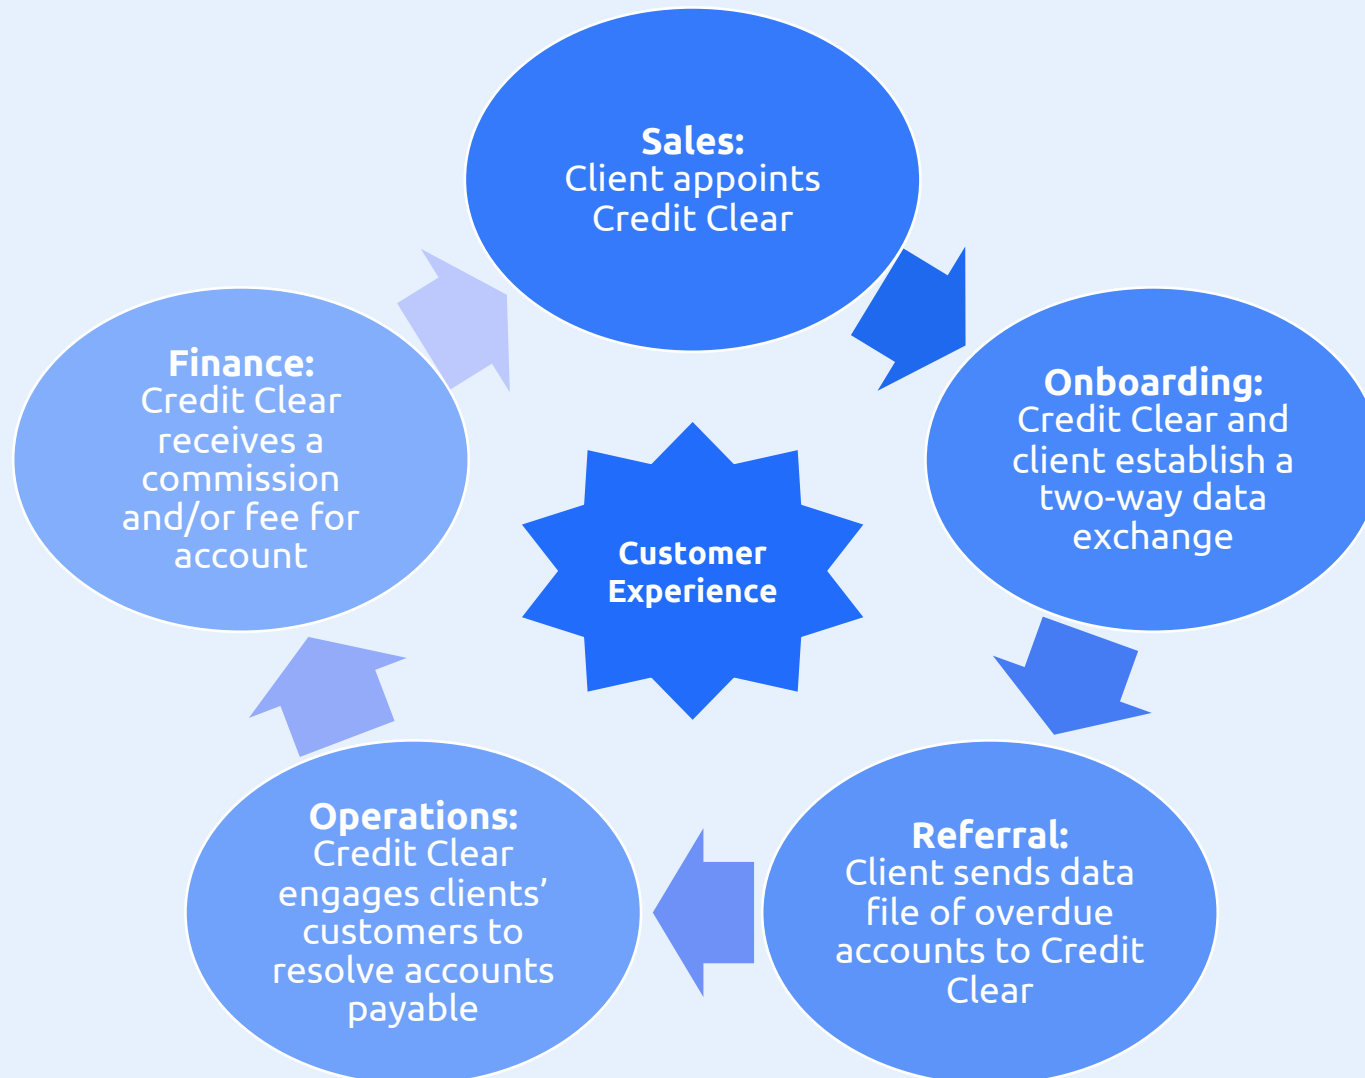 Sales:
Client appoints
Credit Clear
Onboarding:
Credit Clear and
client establish a
two-way data
exchange
Referral:
Client sends data
file of overdue
accounts to Credit
Clear
Operations:
Credit Clear
engages clients’
customers to
resolve accounts
payable
Finance:
Credit Clear
receives a
commission
and/or fee for
account
Customer
Experience